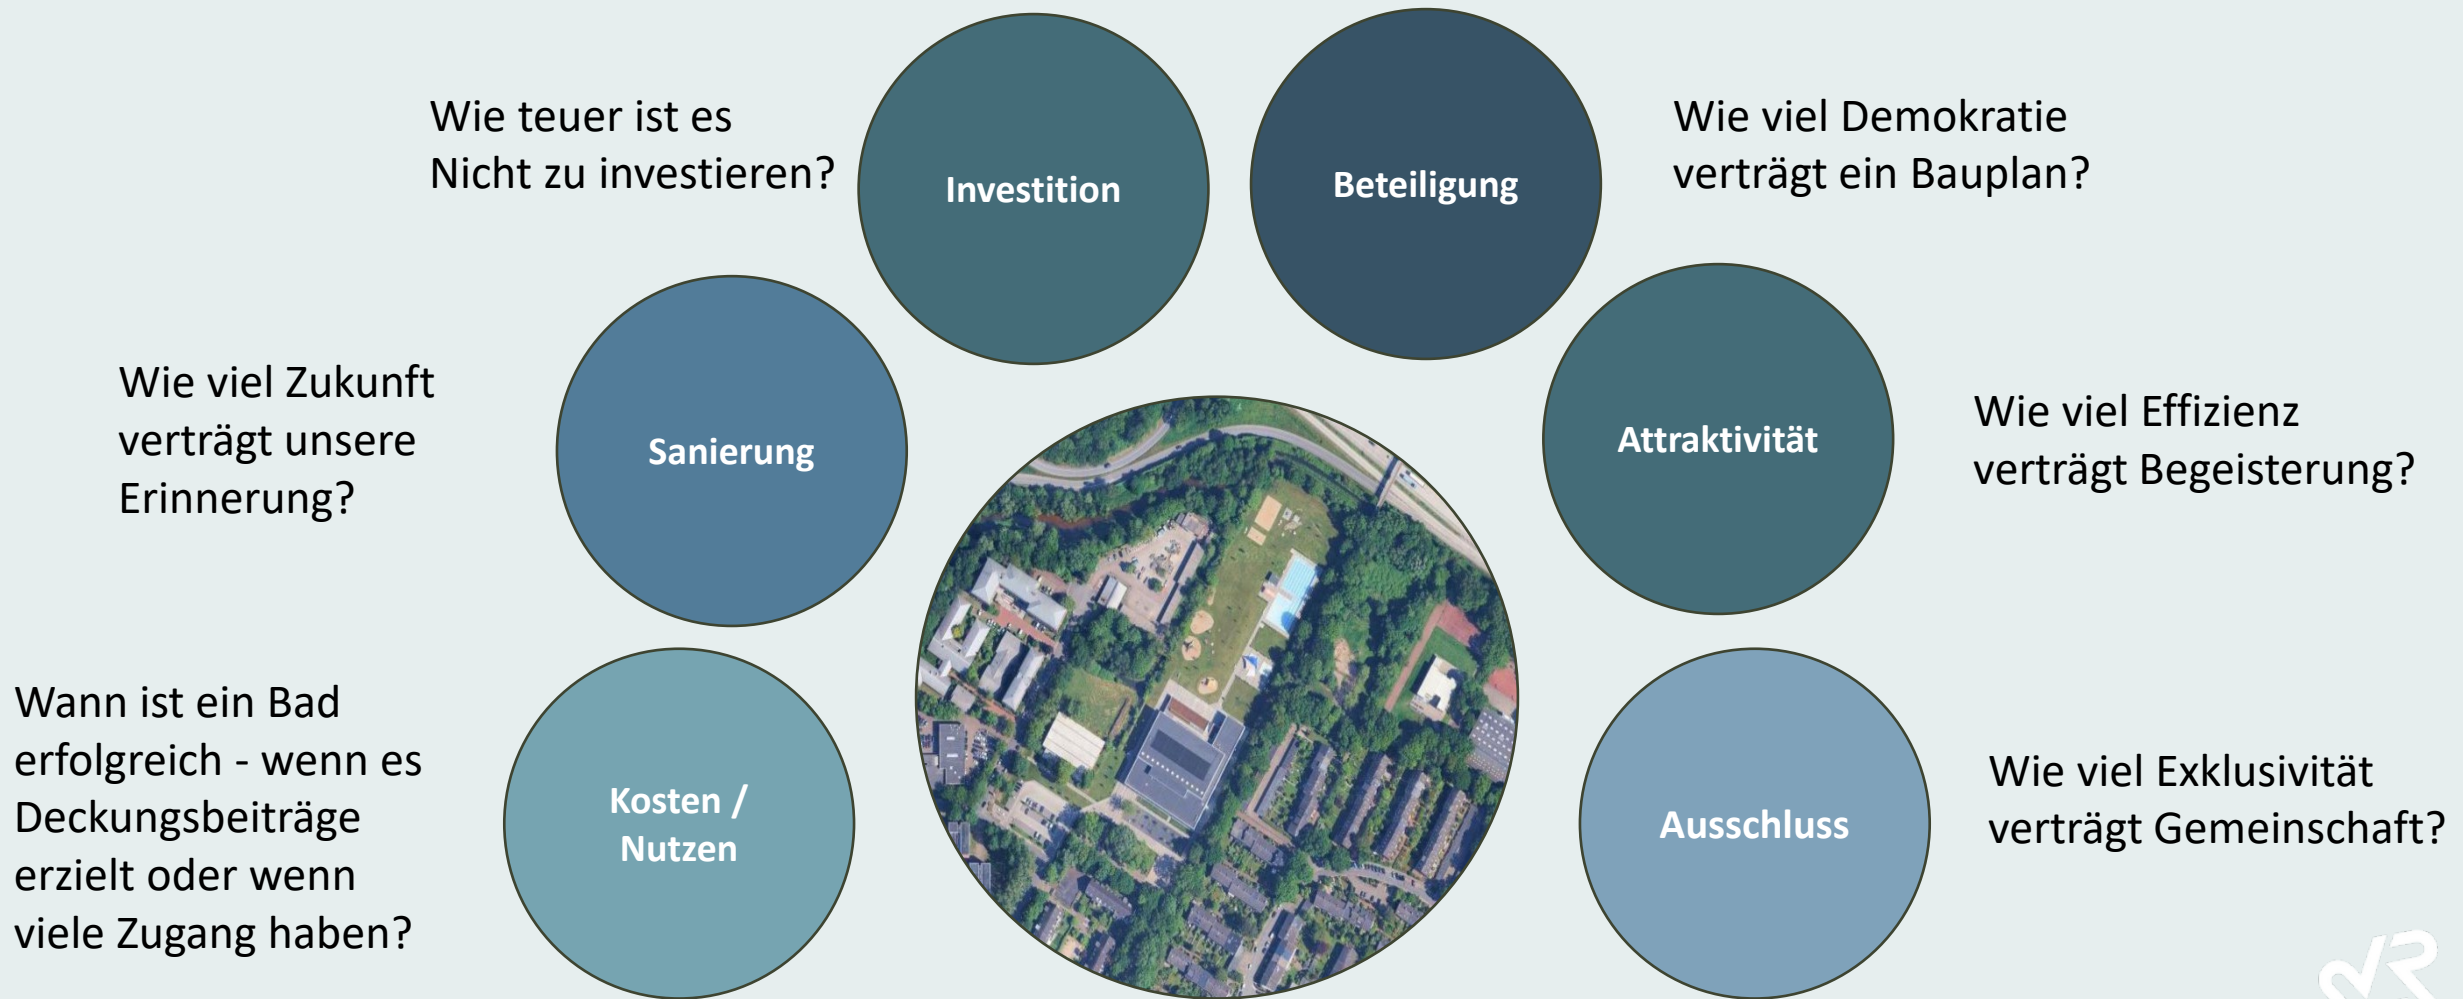 Wie teuer ist es
Nicht zu investieren?
Investition
Beteiligung
Wie viel Demokratie
verträgt ein Bauplan?
Wie viel Zukunft
verträgt unsere
Erinnerung?
Sanierung
Attraktivität
Wie viel Effizienz
verträgt Begeisterung?
Wann ist ein Bad
erfolgreich - wenn es
Deckungsbeiträge
erzielt oder wenn
viele Zugang haben?
Kosten /
Nutzen
Ausschluss
Wie viel Exklusivität
verträgt Gemeinschaft?